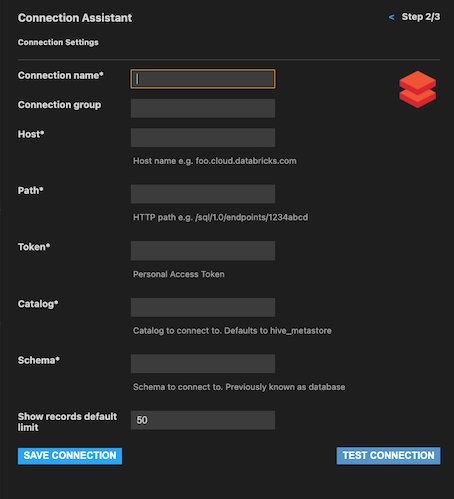 Connection Assistant
< Step 2/3
Connection Settings
Connection name*
Connection group
Host*
Host name e.g. foo.cloud.databricks.com
Path*
HTTP path e.g. /sql/1.0/endpoints/1234abcd
Token*
Personal Access Token
Catalog*
Catalog to connect to. Defaults to hive_metastore
Schema*
Schema to connect to. Previously known as database
Show records default
limit
50
SAVE CONNECTION
TEST CONNECTION